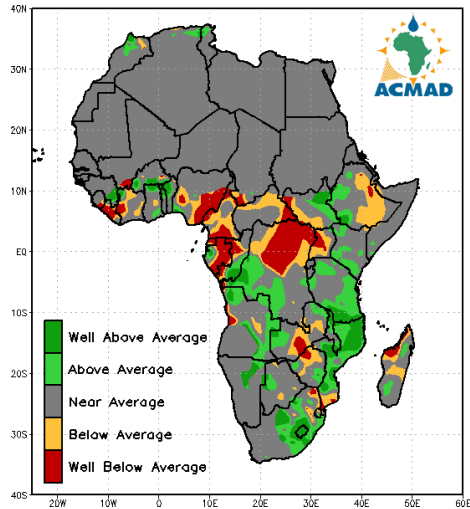 40N
30N
20N
10N
EQ
10S
20S
30S
40S
ACMAD
Well Above Average
Above Average
Near Average
Below Average
Well Below Average
20W 10W 0 10E 20E 30E 40E 50E 60E